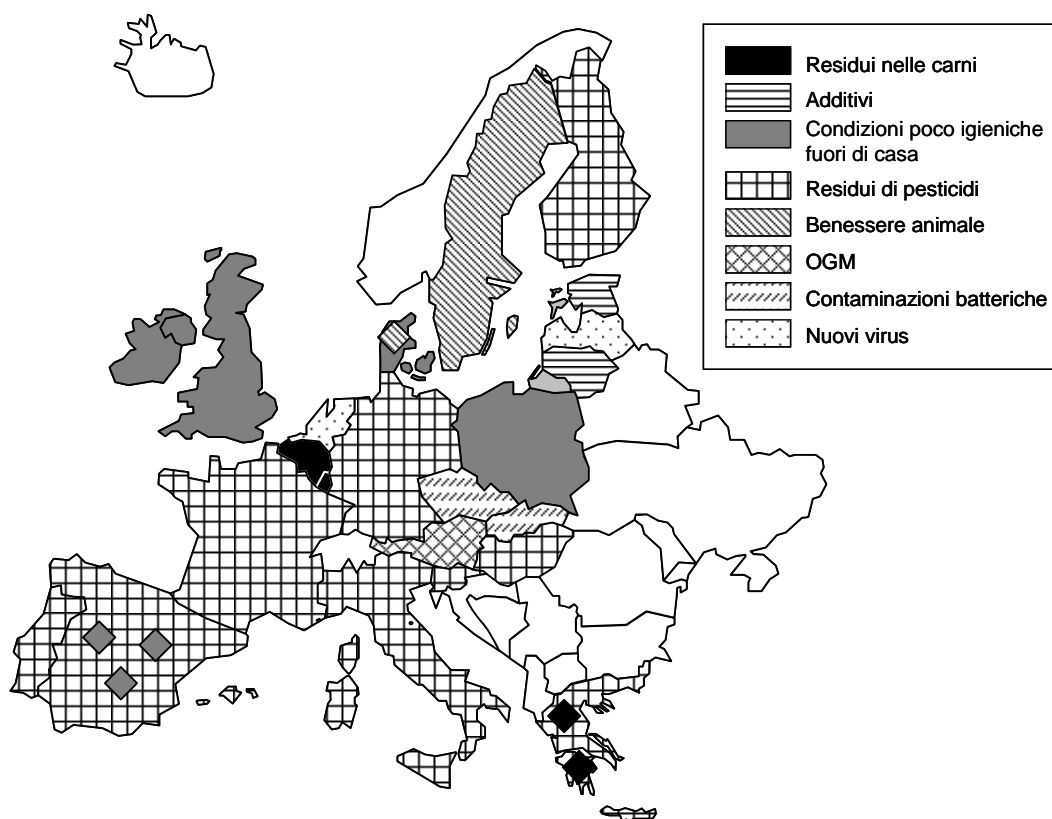 Residui nelle carni
Additivi
Condizioni poco igieniche
fuori di casa
Residui di pesticidi
Benessere animale
OGM
Contaminazioni batteriche
Nuovi virus